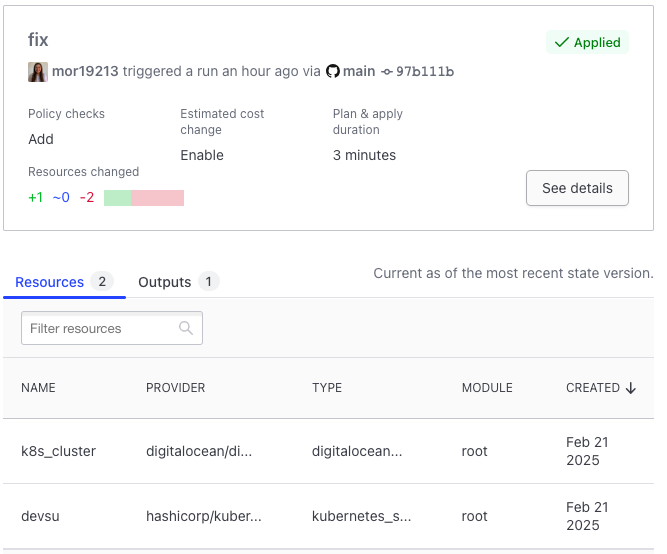 fix
Applied
mor19213 triggered a run an hour ago via main 97b111b
Policy checks
Add
Estimated cost
change
Enable
Plan & apply
duration
3 minutes
Resources changed
+1 ~0 -2
See details
Resources 2 Outputs 1
Current as of the most recent state version.
Filter resources
NAME PROVIDER TYPE MODULE CREATED
k8s_cluster digitalocean/di... digitalocean... root Feb 21
2025
devsu hashicorp/kuber... kubernetes_s... root Feb 21
2025